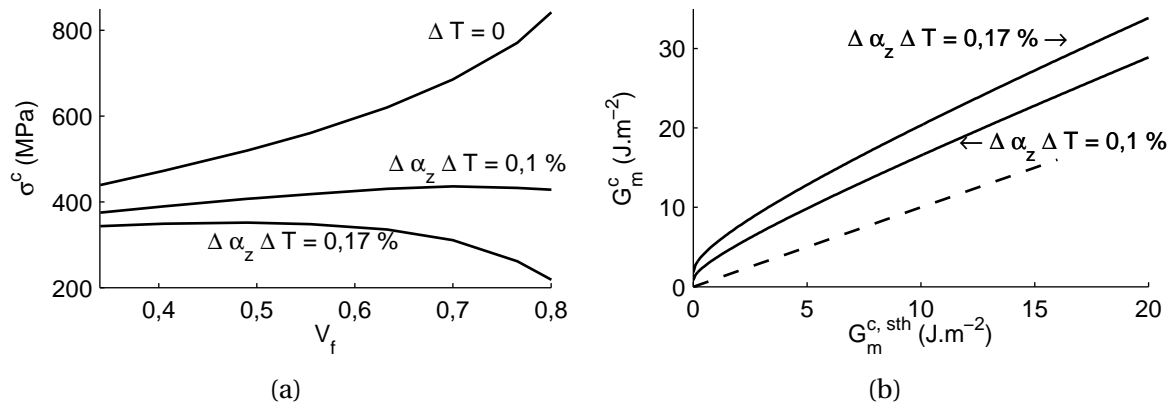 800
600
400
200
σ^c (MPa)
Δ T = 0
Δ α_z Δ T = 0,1 %
Δ α_z Δ T = 0,17 %
0,4 0,5 0,6 0,7 0,8
V_f
(a)
30
20
10
0
G_m^c (J.m^−2)
Δ α_z Δ T = 0,17 % →
← Δ α_z Δ T = 0,1 %
0 5 10 15 20
G_m^c, sth (J.m^−2)
(b)